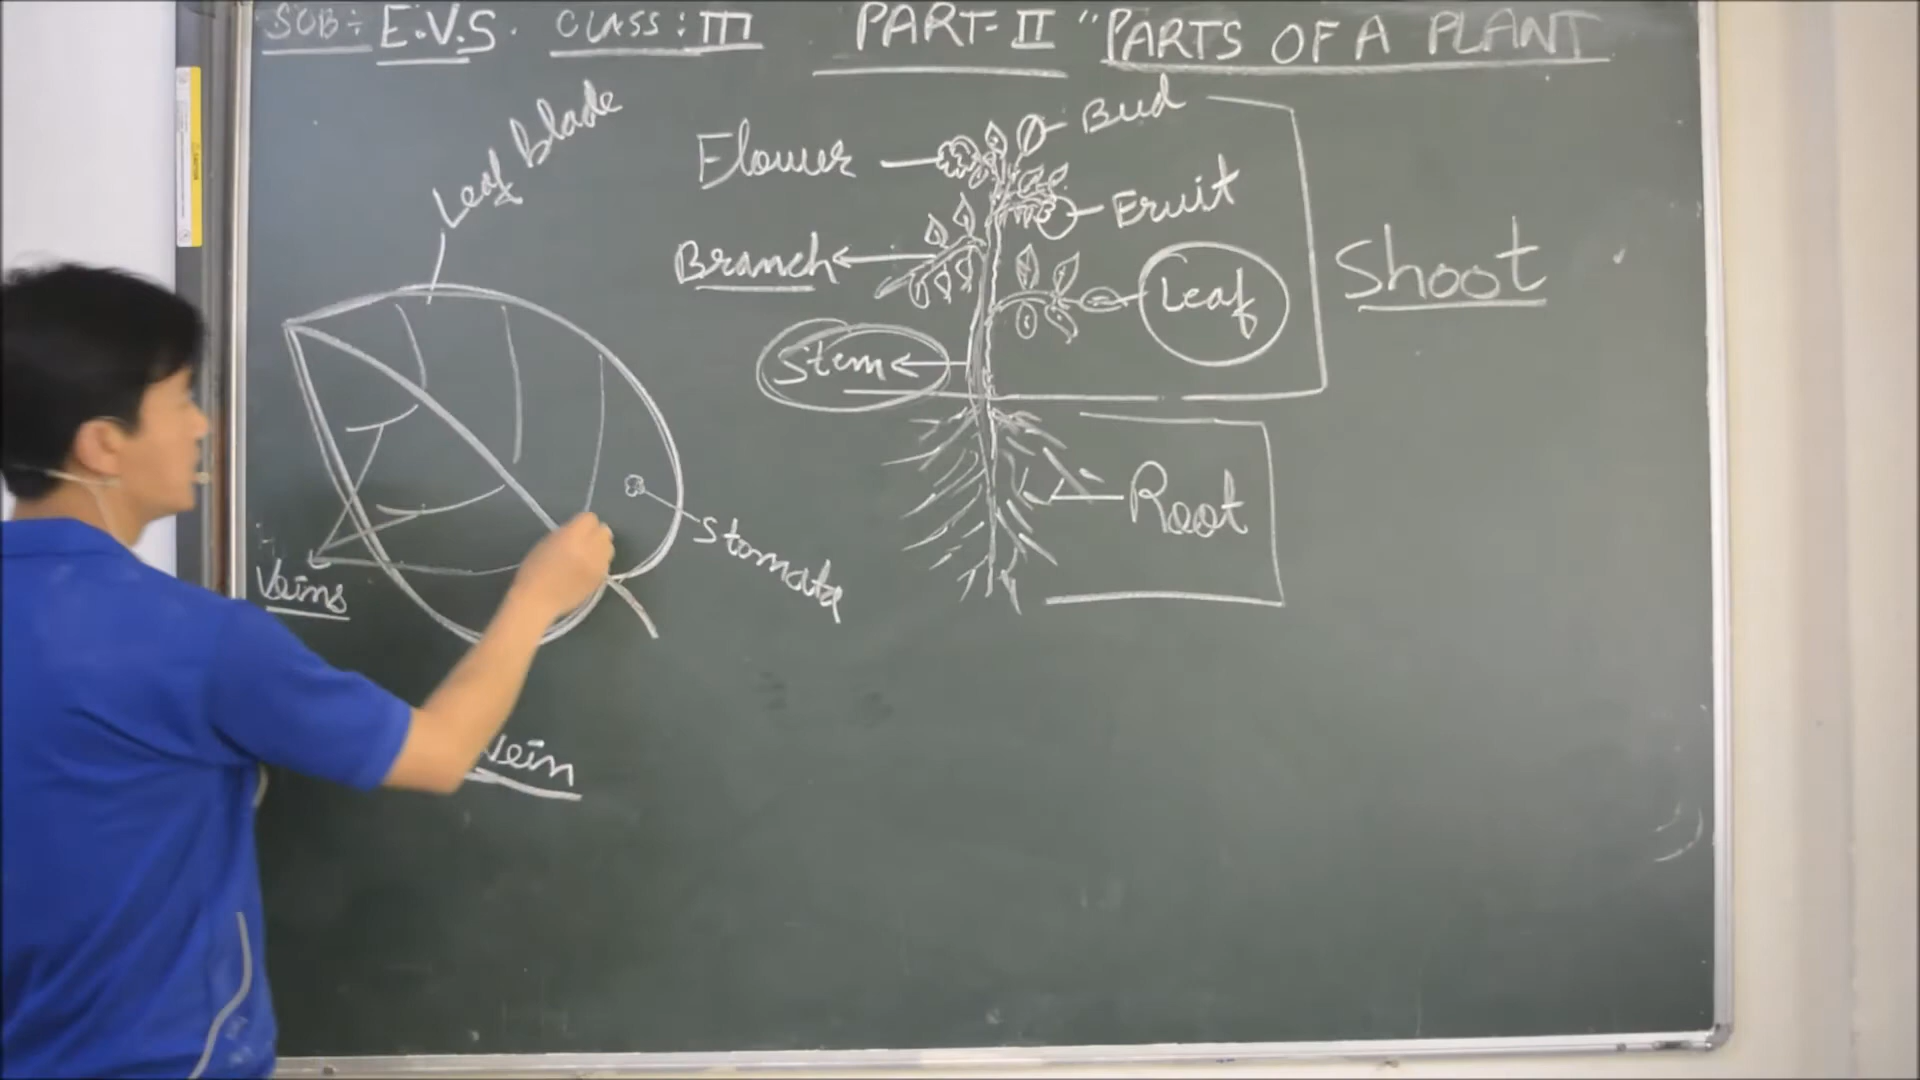 SUB:- E.V.S. CLASS: III PART-II "PARTS OF A PLANT
Leaf Blade
Flower
Bud
Branch
Fruit
Shoot
Leaf
Stem
Root
Stomata
Veins
vein